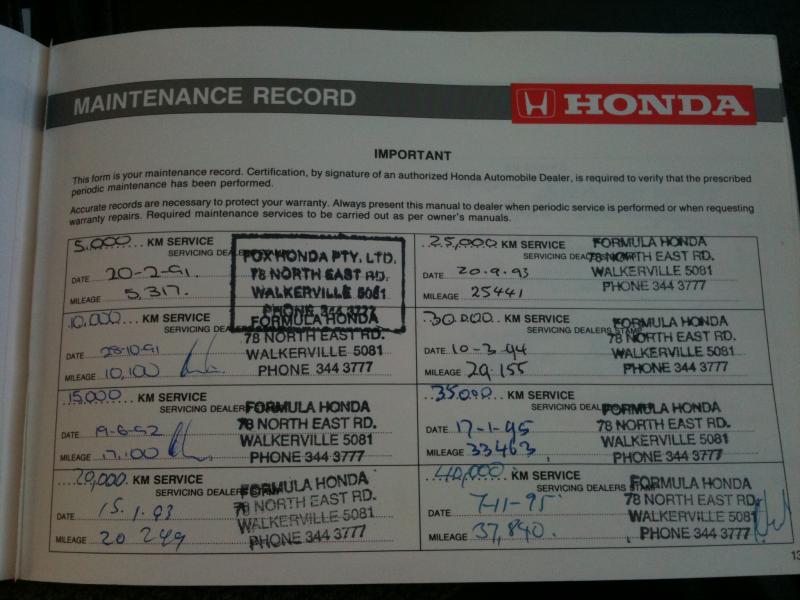 MAINTENANCE RECORD
HONDA
IMPORTANT
This form is your maintenance record. Certification, by signature of an authorized Honda Automobile Dealer, is required to verify that the prescribed
periodic maintenance has been performed.
Accurate records are necessary to protect your warranty. Always present this manual to dealer when periodic service is performed or when requesting
warranty repairs. Required maintenance services to be carried out as per owner's manuals.
5,000 KM SERVICE
SERVICING DEALERS
DATE 20-2-91.
MILEAGE 5,317.
FOX HONDA PTY. LTD.
78 NORTH EAST RD.
WALKERVILLE 5081
PHONE 344 3777
10,000 KM SERVICE
SERVICING DEALERS
DATE 28-10-91
MILEAGE 10,100
FORMULA HONDA
78 NORTH EAST RD.
WALKERVILLE 5081
PHONE 344 3777
15,000 KM SERVICE
SERVICING DEALERS
DATE 19-6-92
MILEAGE 17,100
FORMULA HONDA
78 NORTH EAST RD.
WALKERVILLE 5081
PHONE 344 3777
20,000 KM SERVICE
SERVICING DEALERS
DATE 15.1.93
MILEAGE 20 249
FORMULA HONDA
78 NORTH EAST RD.
WALKERVILLE 5081
PHONE 344 3777
25,000 KM SERVICE
SERVICING DEALERS
DATE 20.9.93
MILEAGE 25441
FORMULA HONDA
78 NORTH EAST RD.
WALKERVILLE 5081
PHONE 344 3777
30,000 KM SERVICE
SERVICING DEALERS STAMP
DATE 10-3-94
MILEAGE 29.155
FORMULA HONDA
78 NORTH EAST RD.
WALKERVILLE 5081
PHONE 344 3777
35,000 KM SERVICE
SERVICING DEALERS
DATE 17-1-95
MILEAGE 33463
FORMULA HONDA
78 NORTH EAST RD.
WALKERVILLE 5081
PHONE 344 3777
40,000 KM SERVICE
SERVICING DEALERS STAMP
DATE 7-11-95
MILEAGE 37,840.
FORMULA HONDA
78 NORTH EAST RD.
WALKERVILLE 5081
PHONE 344 3777